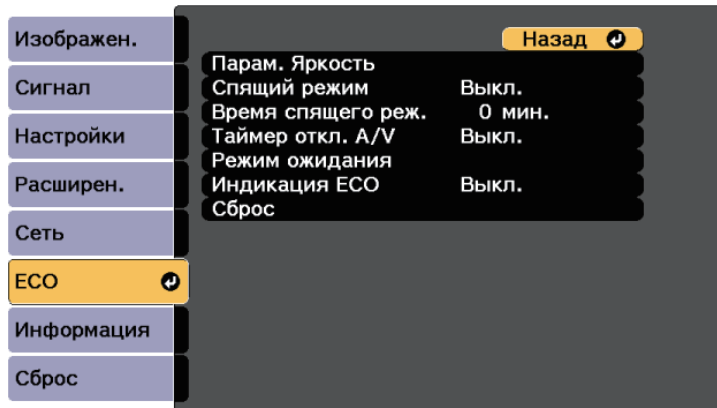 Изображен.
Сигнал
Настройки
Расширен.
Сеть
ECO
Информация
Сброс
Назад
Парам. Яркость
Спящий режим Выкл.
Время спящего реж. 0 мин.
Таймер откл. A/V Выкл.
Режим ожидания
Индикация ECO Выкл.
Сброс